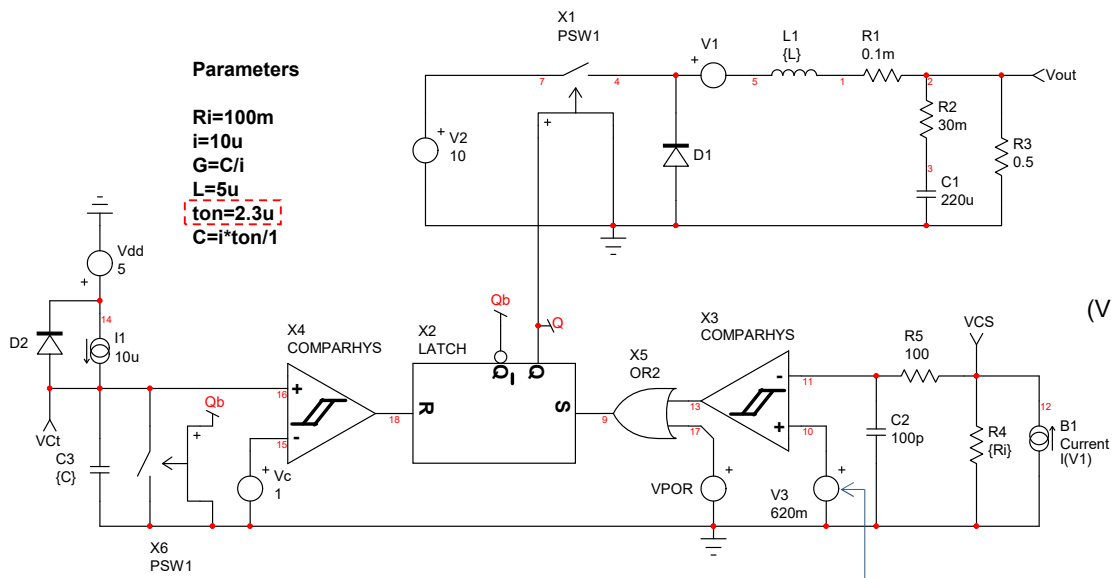 X1
PSW1
Parameters
Ri=100m
i=10u
G=C/i
L=5u
ton=2.3u
C=i*ton/1
7
4
+
V2
10
+
V1
5
L1
{L}
1
R1
0.1m
2
Vout
R2
30m
3
C1
220u
R3
0.5
D1
Vdd
5
+
14
D2
I1
10u
VCt
C3
{C}
X6
PSW1
Qb
+
X4
COMPARHYS
+
16
-
15
+
Vc
1
18
X2
LATCH
Qb
Q
Q
Q
R
S
9
X5
OR2
13
17
VPOR
+
X3
COMPARHYS
-
11
+
10
+
V3
620m
C2
100p
R5
100
VCS
12
R4
{Ri}
B1
Current
I(V1)
(V